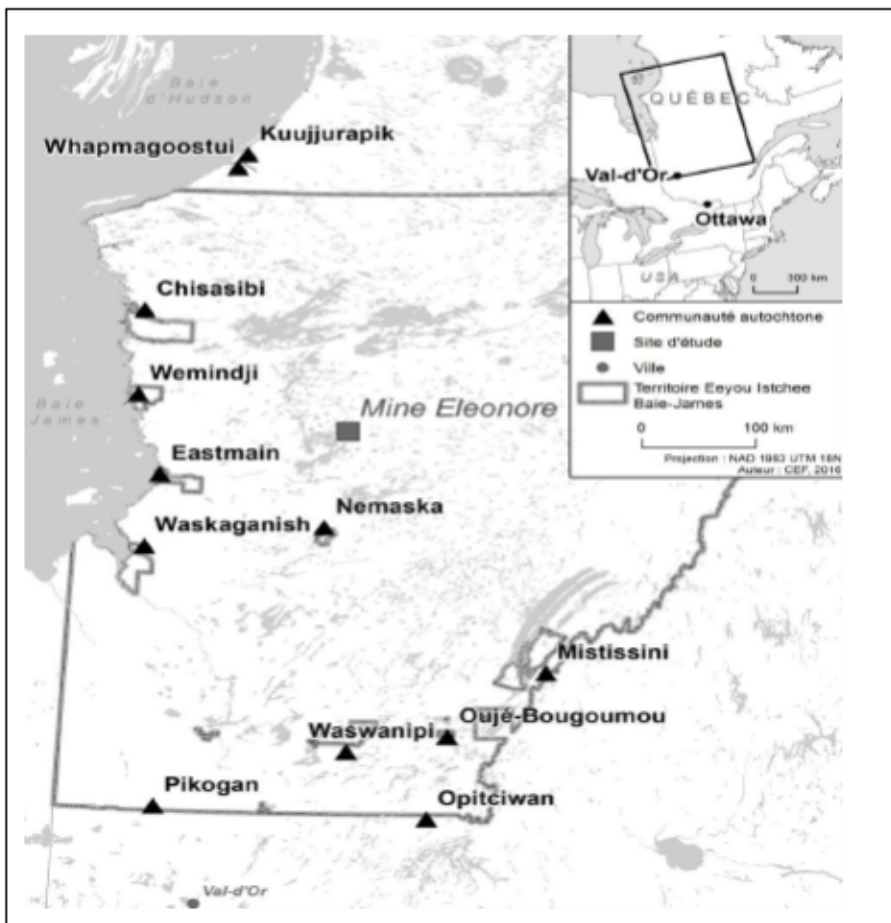 Baie
d'Hudson
Kuujjurapik
Whapmagoostui
QUÉBEC
Val-d'Or
Ottawa
USA
0 300 km
Chisasibi
Communauté autochtone
Site d'étude
Ville
Territoire Eeyou Istchee
Baie-James
0 100 km
Projection : NAD 1983 UTM 18N
Auteur : CEF, 2016
Wemindji
Baie
James
Mine Eleonore
Eastmain
Nemaska
Waskaganish
Mistissini
Waswanipi
Oujé-Bougoumou
Pikogan
Opitciwan
Val-d'Or